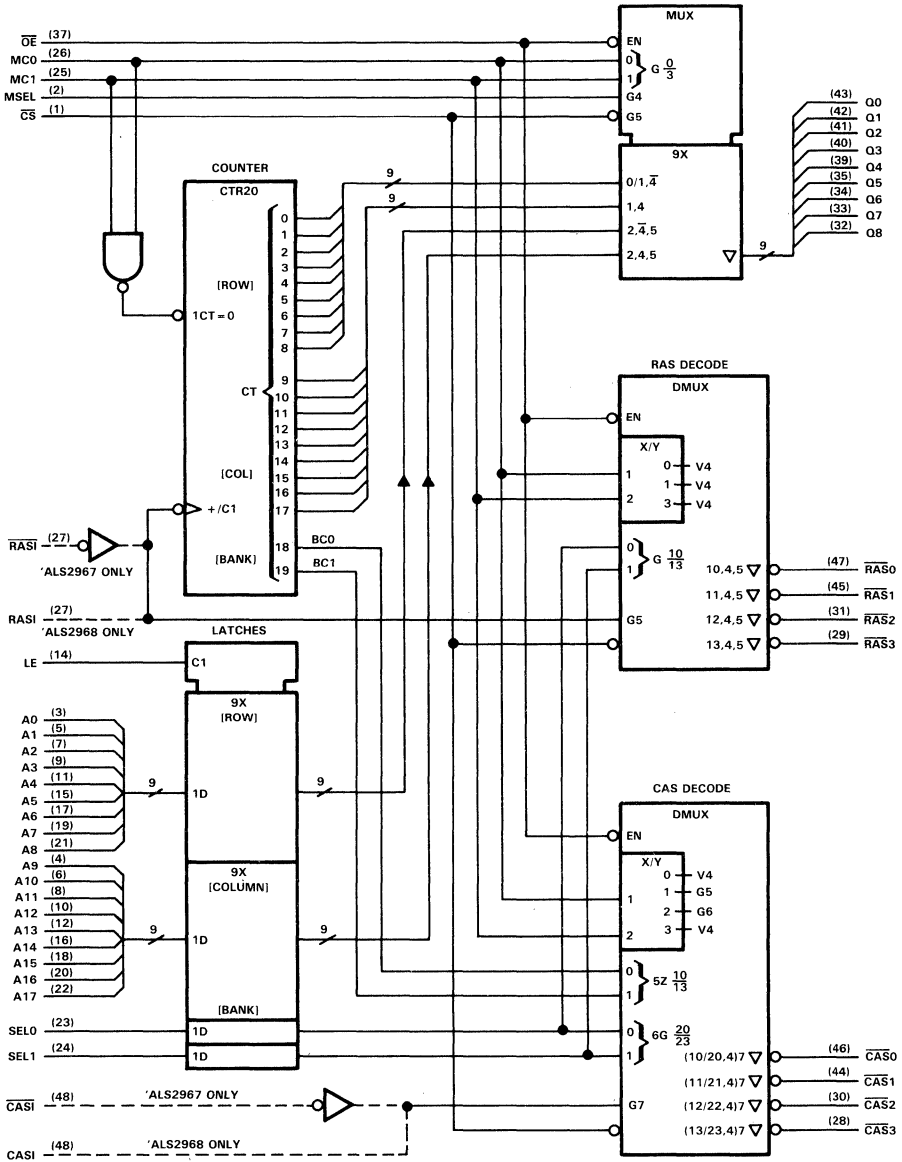 MUX
OE (37)
EN
MC0 (26)
0
MC1 (25)
1
G 0/3
MSEL (2)
G4
CS (1)
G5
9X
9
0/1,4̅
9
1,4
2,4̅,5
2,4,5
▽
9
(43) Q0
(42) Q1
(41) Q2
(40) Q3
(39) Q4
(35) Q5
(34) Q6
(33) Q7
(32) Q8
COUNTER
CTR20
0
1
2
3
4
5
6
7
8
[ROW]
1CT=0
CT
9
10
11
12
13
14
15
16
17
[COL]
+/C1
18
19
[BANK]
BC0
BC1
R̅A̅S̅I̅ (27)
'ALS2967 ONLY
RASI (27)
'ALS2968 ONLY
RAS DECODE
DMUX
EN
X/Y
1
2
0 V4
1 V4
3 V4
0
1
G 10/13
G5
10,4,5 ▽
11,4,5 ▽
12,4,5 ▽
13,4,5 ▽
(47) R̅A̅S̅0̅
(45) R̅A̅S̅1̅
(31) R̅A̅S̅2̅
(29) R̅A̅S̅3̅
LATCHES
LE (14)
C1
9X
[ROW]
A0 (3)
A1 (5)
A2 (7)
A3 (9)
A4 (11)
A5 (15)
A6 (17)
A7 (19)
A8 (21)
9
1D
9
9X
[COLUMN]
A9 (4)
A10 (6)
A11 (8)
A12 (10)
A13 (12)
A14 (16)
A15 (18)
A16 (20)
A17 (22)
9
1D
9
[BANK]
SEL0 (23)
1D
SEL1 (24)
1D
C̅A̅S̅I̅ (48)
'ALS2967 ONLY
CASI (48)
'ALS2968 ONLY
CAS DECODE
DMUX
EN
X/Y
1
2
0 V4
1 G5
2 G6
3 V4
0
1
5Z 10/13
0
1
6G 20/23
G7
(10/20,4)7 ▽
(11/21,4)7 ▽
(12/22,4)7 ▽
(13/23,4)7 ▽
(46) C̅A̅S̅0̅
(44) C̅A̅S̅1̅
(30) C̅A̅S̅2̅
(28) C̅A̅S̅3̅